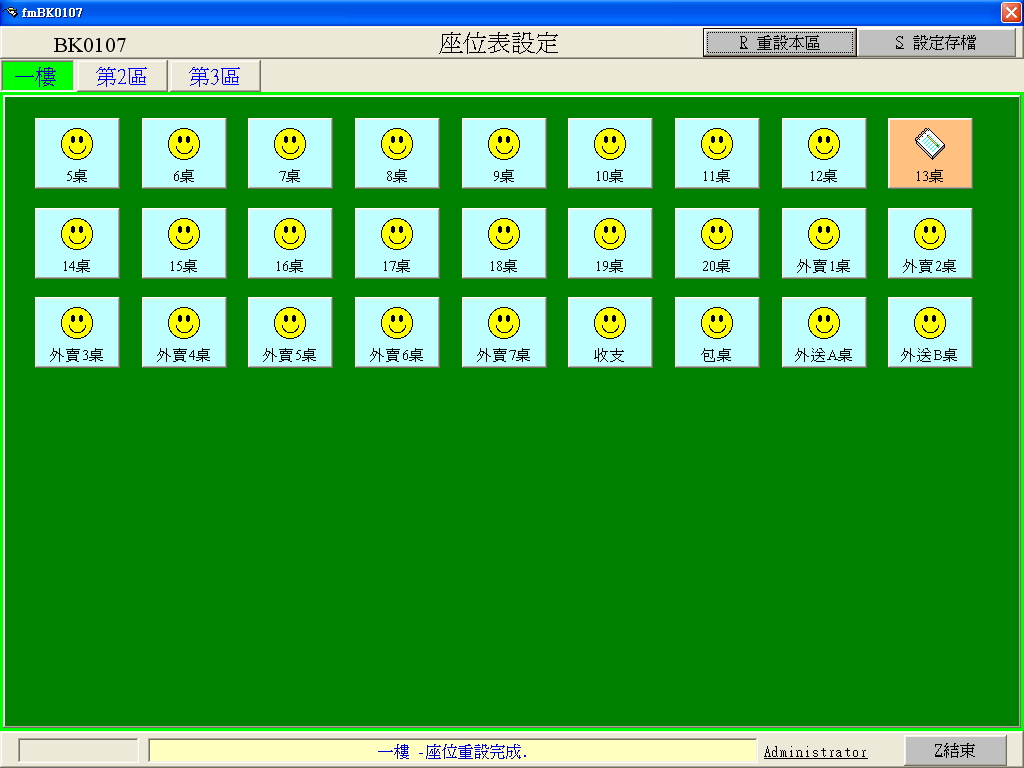 fmBK0107
BK0107
座位表設定
R 重設本區
S 設定存檔
一樓
第2區
第3區
5桌
6桌
7桌
8桌
9桌
10桌
11桌
12桌
13桌
14桌
15桌
16桌
17桌
18桌
19桌
20桌
外賣1桌
外賣2桌
外賣3桌
外賣4桌
外賣5桌
外賣6桌
外賣7桌
收支
包桌
外送A桌
外送B桌
一樓 -座位重設完成.
Administrator
Z結束